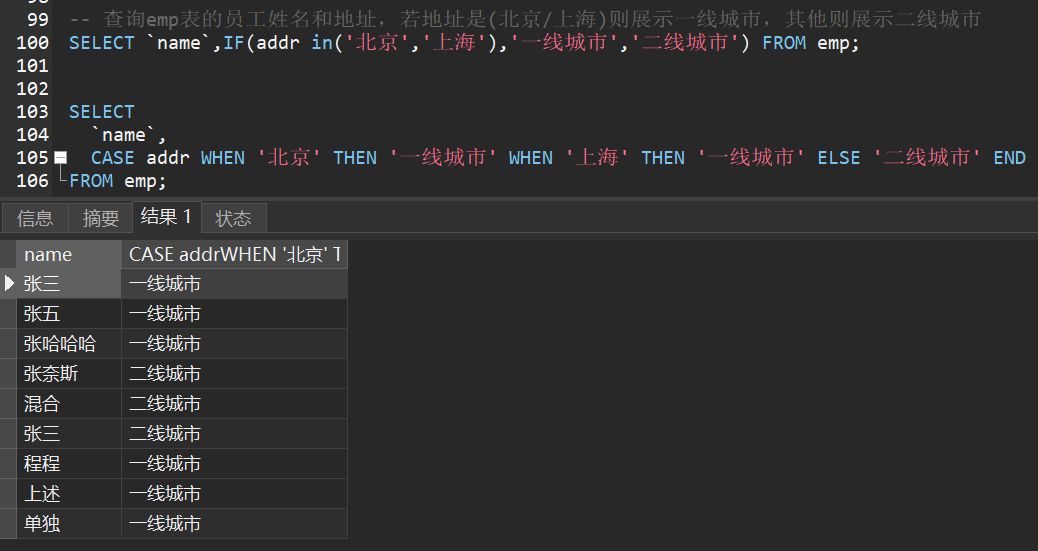 99 -- 查询emp表的员工姓名和地址，若地址是(北京/上海)则展示一线城市，其他则展示二线城市
100 SELECT `name`,IF(addr in('北京','上海'),'一线城市','二线城市') FROM emp;
101
102
103 SELECT
104 `name`,
105 CASE addr WHEN '北京' THEN '一线城市' WHEN '上海' THEN '一线城市' ELSE '二线城市' END
106 FROM emp;
信息 摘要 结果 1 状态
name CASE addrWHEN '北京' T
张三 一线城市
张五 一线城市
张哈哈哈 一线城市
张奈斯 二线城市
混合 二线城市
张三 二线城市
程程 一线城市
上述 一线城市
单独 一线城市